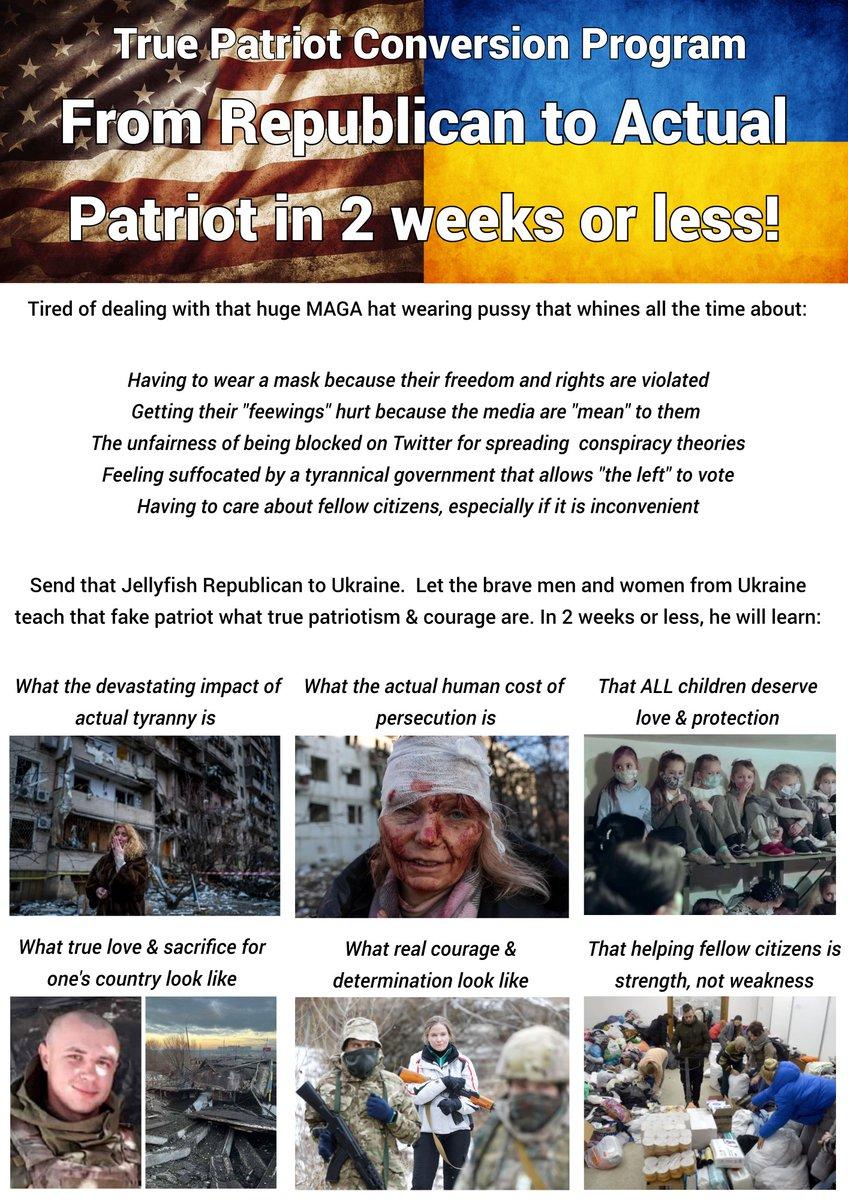 True Patriot Conversion Program
From Republican to Actual
Patriot in 2 weeks or less!
Tired of dealing with that huge MAGA hat wearing pussy that whines all the time about:
Having to wear a mask because their freedom and rights are violated
Getting their "feewings" hurt because the media are "mean" to them
The unfairness of being blocked on Twitter for spreading  conspiracy theories
Feeling suffocated by a tyrannical government that allows "the left" to vote
Having to care about fellow citizens, especially if it is inconvenient
Send that Jellyfish Republican to Ukraine.  Let the brave men and women from Ukraine
teach that fake patriot what true patriotism & courage are. In 2 weeks or less, he will learn:
What the devastating impact of
actual tyranny is
What the actual human cost of
persecution is
That ALL children deserve
love & protection
What true love & sacrifice for
one's country look like
What real courage &
determination look like
That helping fellow citizens is
strength, not weakness